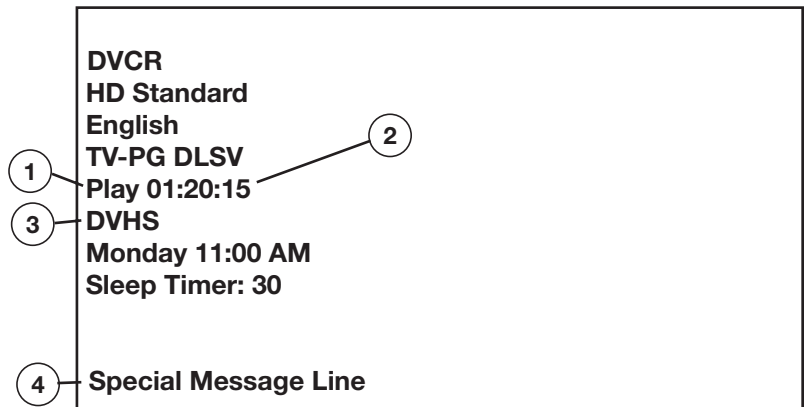 DVCR
HD Standard
English
TV-PG DLSV
Play 01:20:15
DVHS
Monday 11:00 AM
Sleep Timer: 30
Special Message Line
1
2
3
4